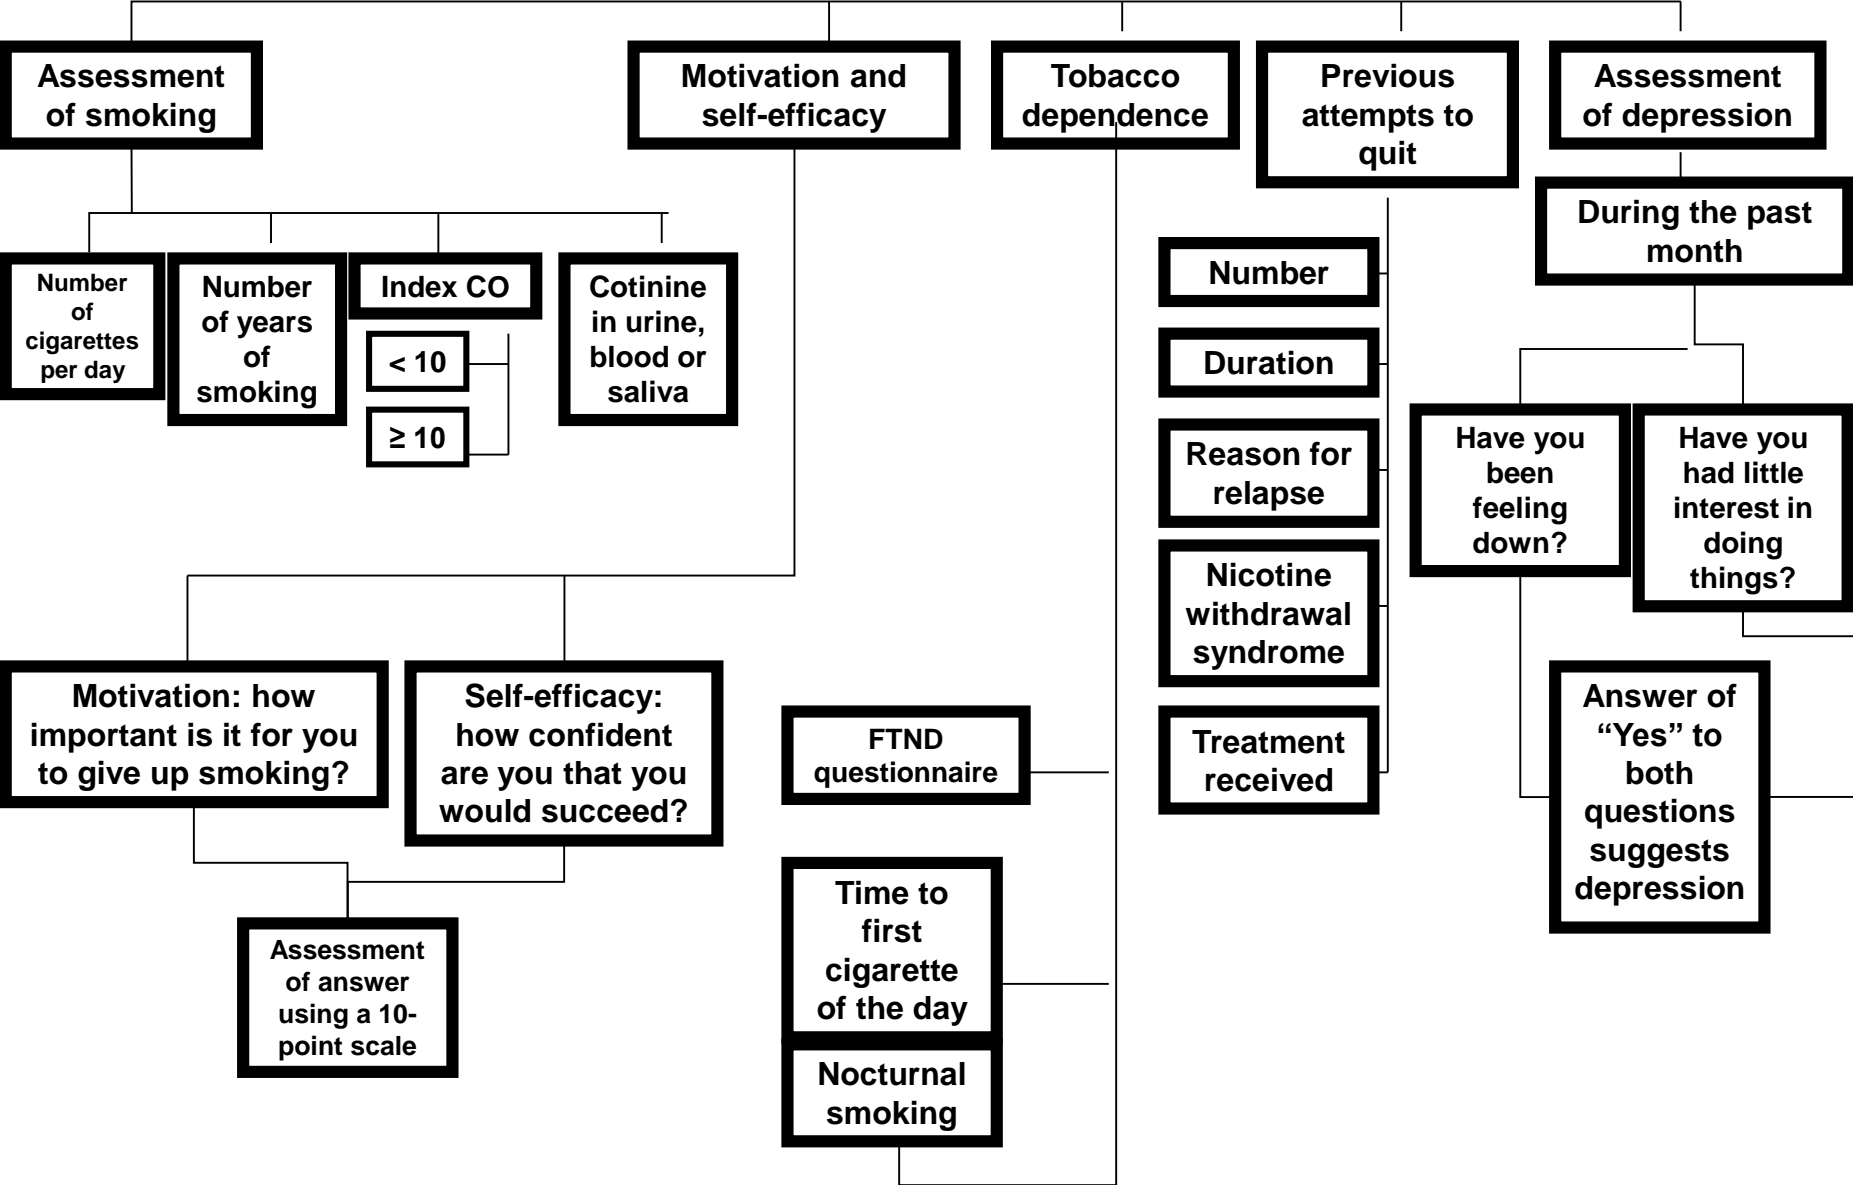 Assessment
of smoking
Motivation and
self-efficacy
Tobacco
dependence
Previous
attempts to
quit
Assessment
of depression
During the past
month
Number
of
cigarettes
per day
Number
of years
of
smoking
Index CO
< 10
≥ 10
Cotinine
in urine,
blood or
saliva
Number
Duration
Reason for
relapse
Nicotine
withdrawal
syndrome
Treatment
received
Have you
been
feeling
down?
Have you
had little
interest in
doing
things?
Answer of
“Yes” to
both
questions
suggests
depression
Motivation: how
important is it for you
to give up smoking?
Self-efficacy:
how confident
are you that you
would succeed?
Assessment
of answer
using a 10-
point scale
FTND
questionnaire
Time to
first
cigarette
of the day
Nocturnal
smoking